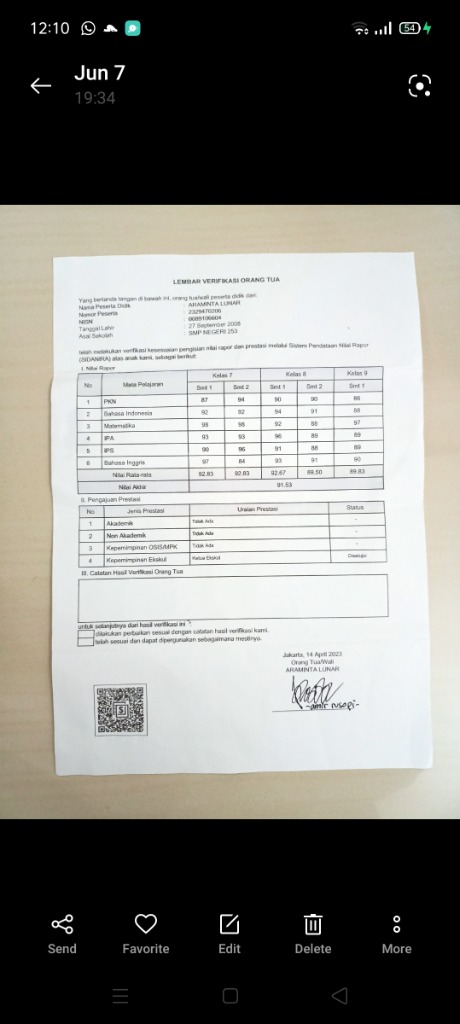 12:10
54
Jun 7
19:34
LEMBAR VERIFIKASI ORANG TUA
Yang bertanda tangan di bawah ini, orang tua/wali peserta didik dari:
Nama Peserta Didik : ARAMINTA LUNAR
Nomor Peserta : 2329470206
NISN :
Tanggal Lahir : 27 September 2008
Asal Sekolah : SMP NEGERI 253
telah melakukan verifikasi kesesuaian pengisian nilai rapor dan prestasi melalui Sistem Pendataan Nilai Rapor
(SIDANIRA) atas anak kami, sebagai berikut:
I. Nilai Rapor
No Mata Pelajaran Kelas 7 Kelas 8 Kelas 9
Smt 1 Smt 2 Smt 1 Smt 2 Smt 1
1 PKN 87 94 90 90 86
2 Bahasa Indonesia 92 92 94 91 88
3 Matematika 98 98 92 88 97
4 IPA 93 93 96 89 89
5 IPS 90 96 91 88 89
6 Bahasa Inggris 97 84 93 91 90
Nilai Rata-rata 92.83 92.83 92.67 89.50 89.83
Nilai Akhir 91.53
II. Pengajuan Prestasi
No Jenis Prestasi Uraian Prestasi Status
1 Akademik Tidak Ada -
2 Non Akademik Tidak Ada -
3 Kepemimpinan OSIS/MPK Tidak Ada -
4 Kepemimpinan Ekskul Ketua Ekskul Disetujui
III. Catatan Hasil Verifikasi Orang Tua
untuk selanjutnya dari hasil verifikasi ini *):
dilakukan perbaikan sesuai dengan catatan hasil verifikasi kami.
telah sesuai dan dapat dipergunakan sebagaimana mestinya.
Jakarta, 14 April 2023
Orang Tua/Wali
ARAMINTA LUNAR
Send
Favorite
Edit
Delete
More